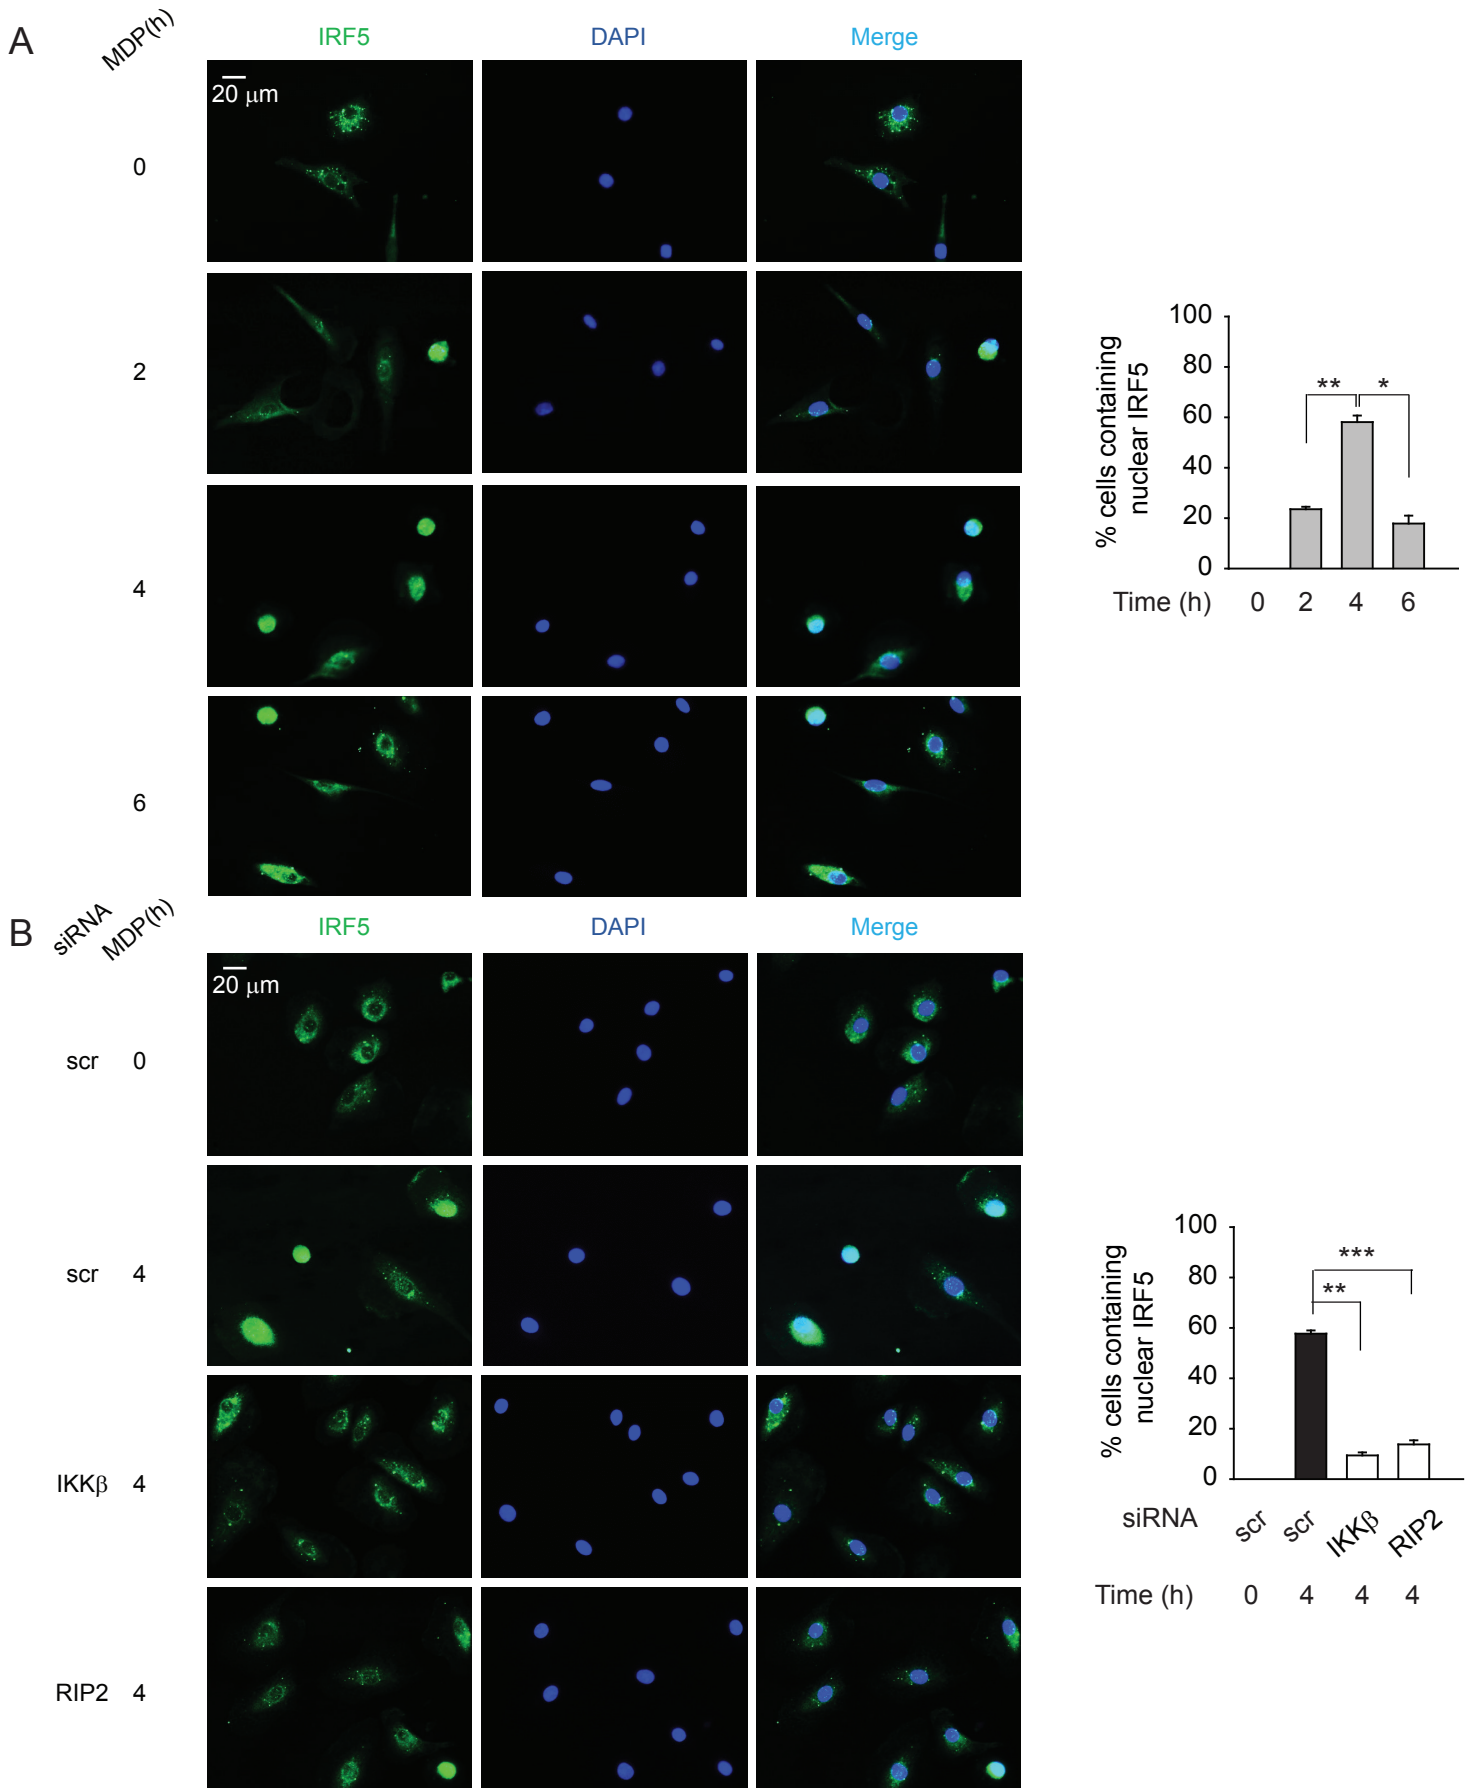 A
MDP(h)
IRF5
DAPI
Merge
20 μm
0
2
4
6
% cells containing
nuclear IRF5
100
80
60
40
20
0
**
*
Time (h) 0 2 4 6
B
siRNA
MDP(h)
IRF5
DAPI
Merge
20 μm
scr 0
scr 4
IKKβ 4
RIP2 4
% cells containing
nuclear IRF5
100
80
60
40
20
0
***
**
siRNA scr scr IKKβ RIP2
Time (h) 0 4 4 4